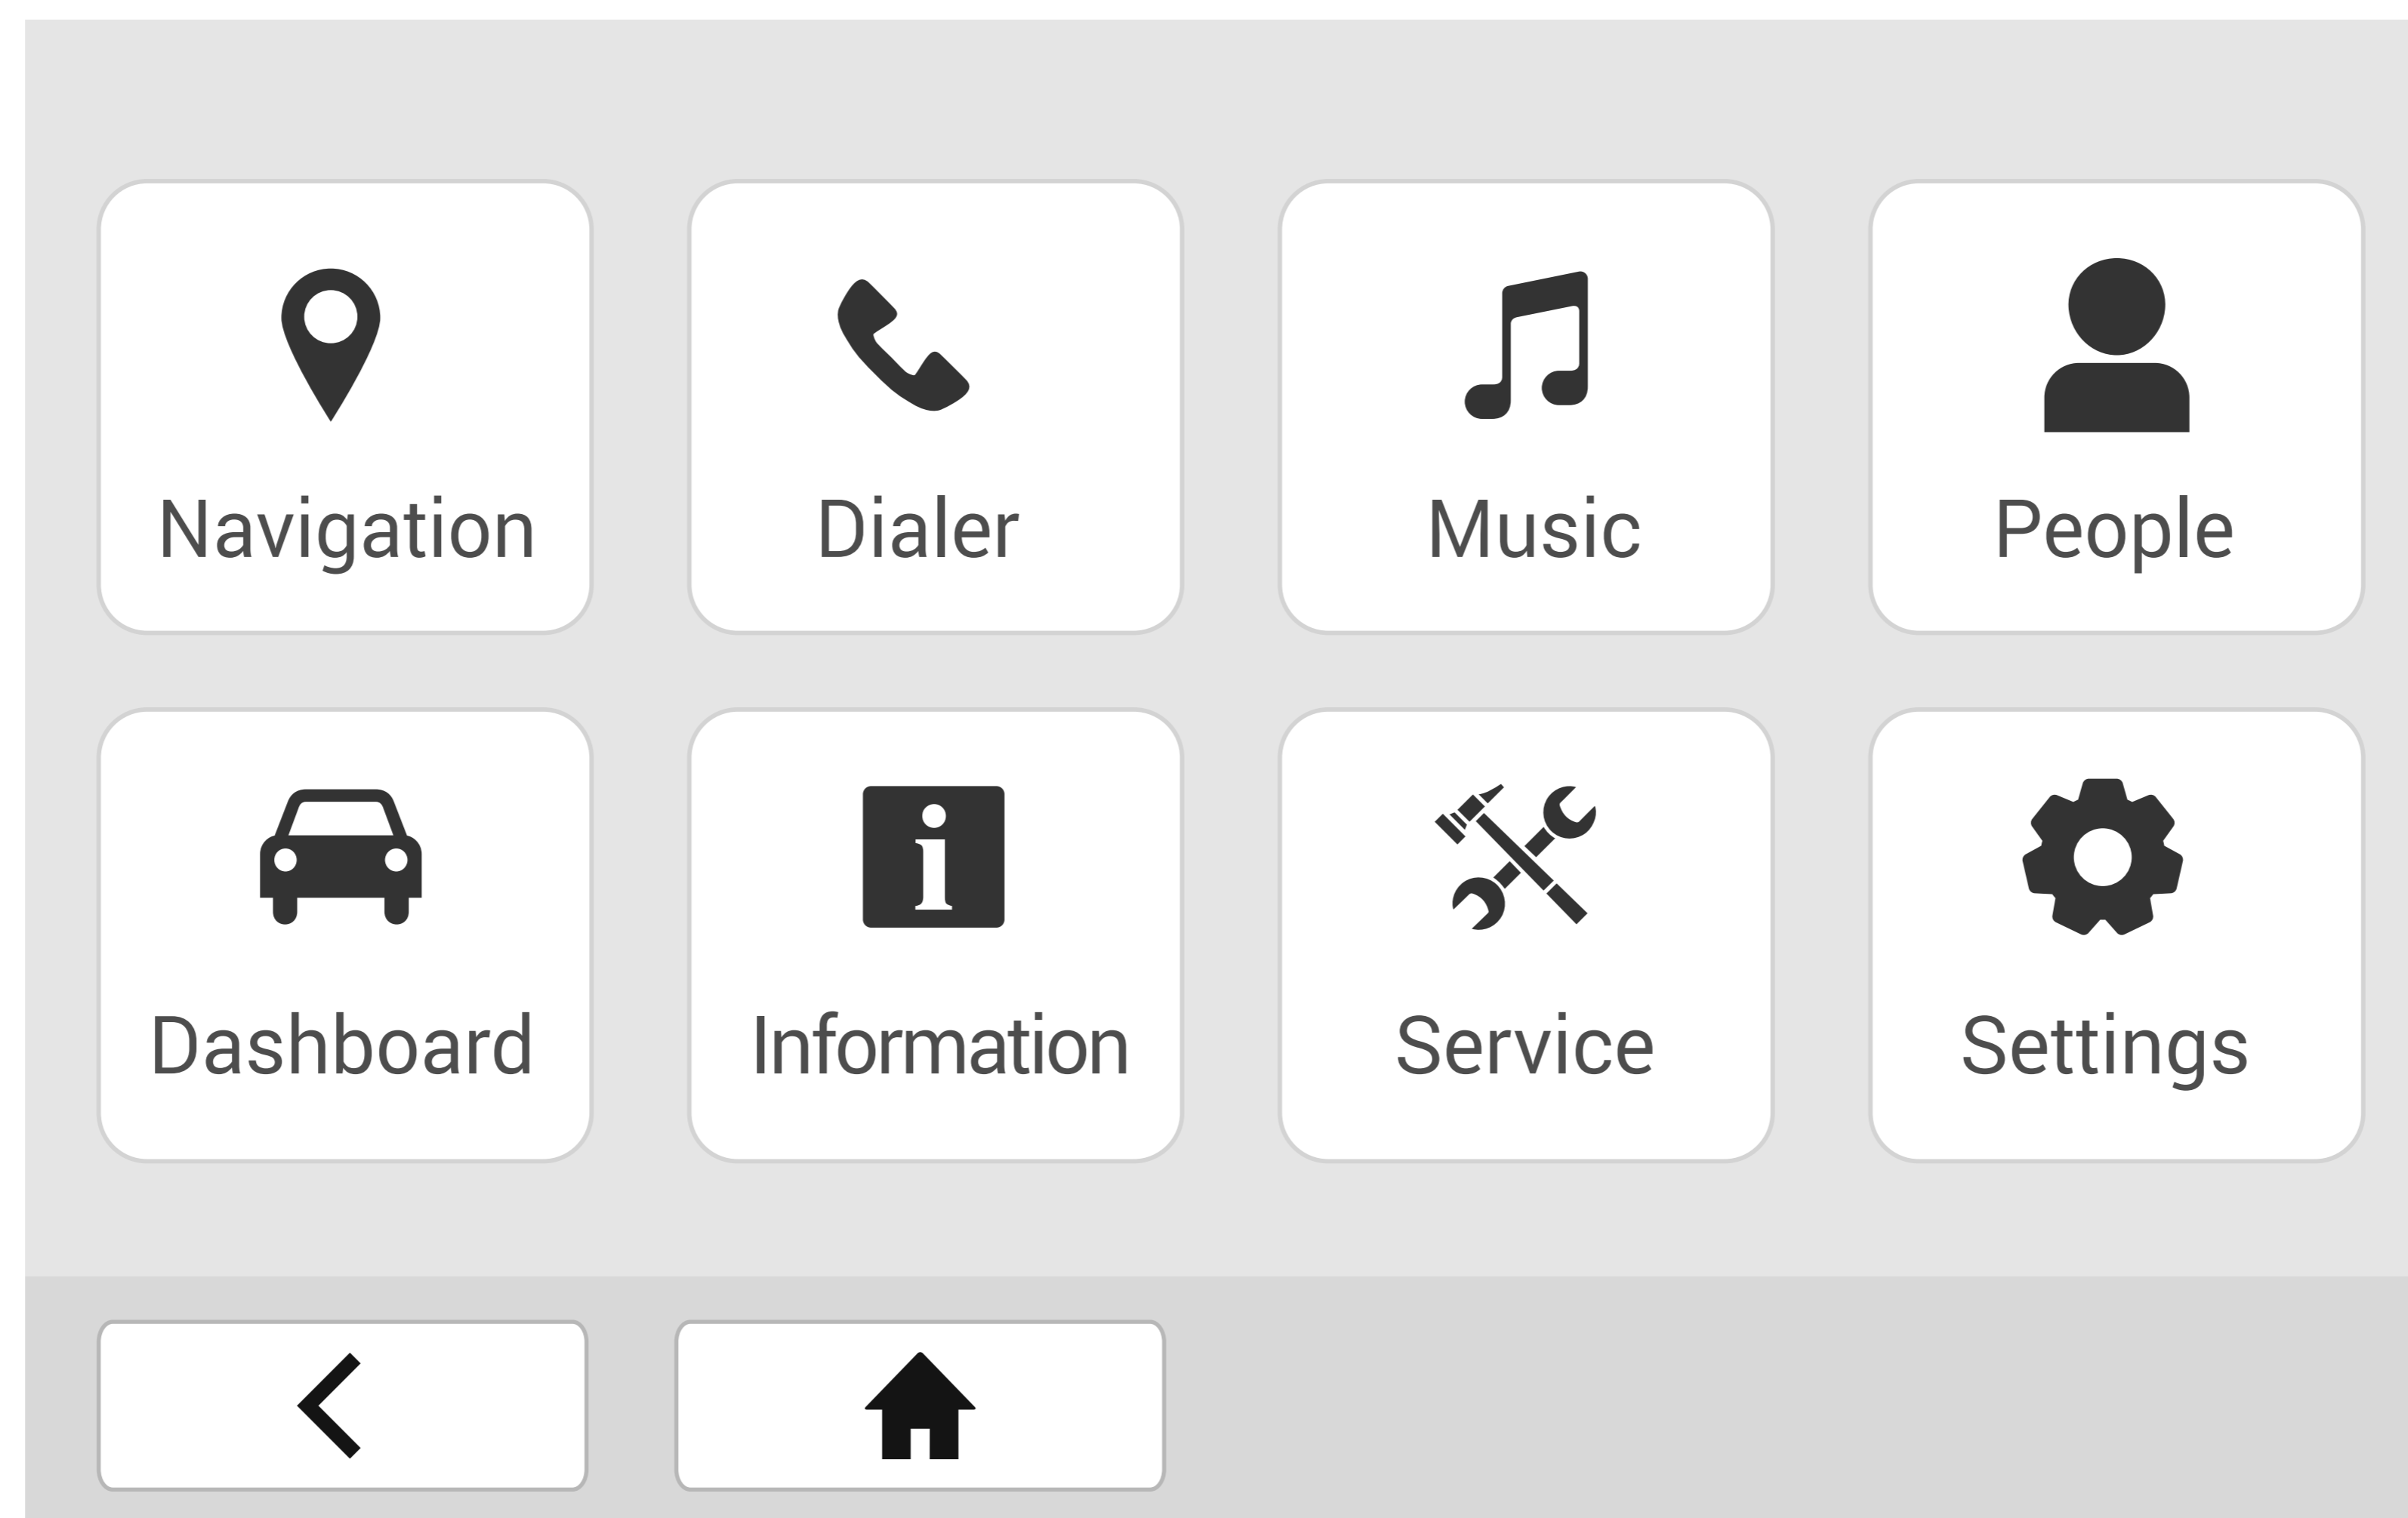 Navigation
Dialer
Music
People
Dashboard
Information
Service
Settings